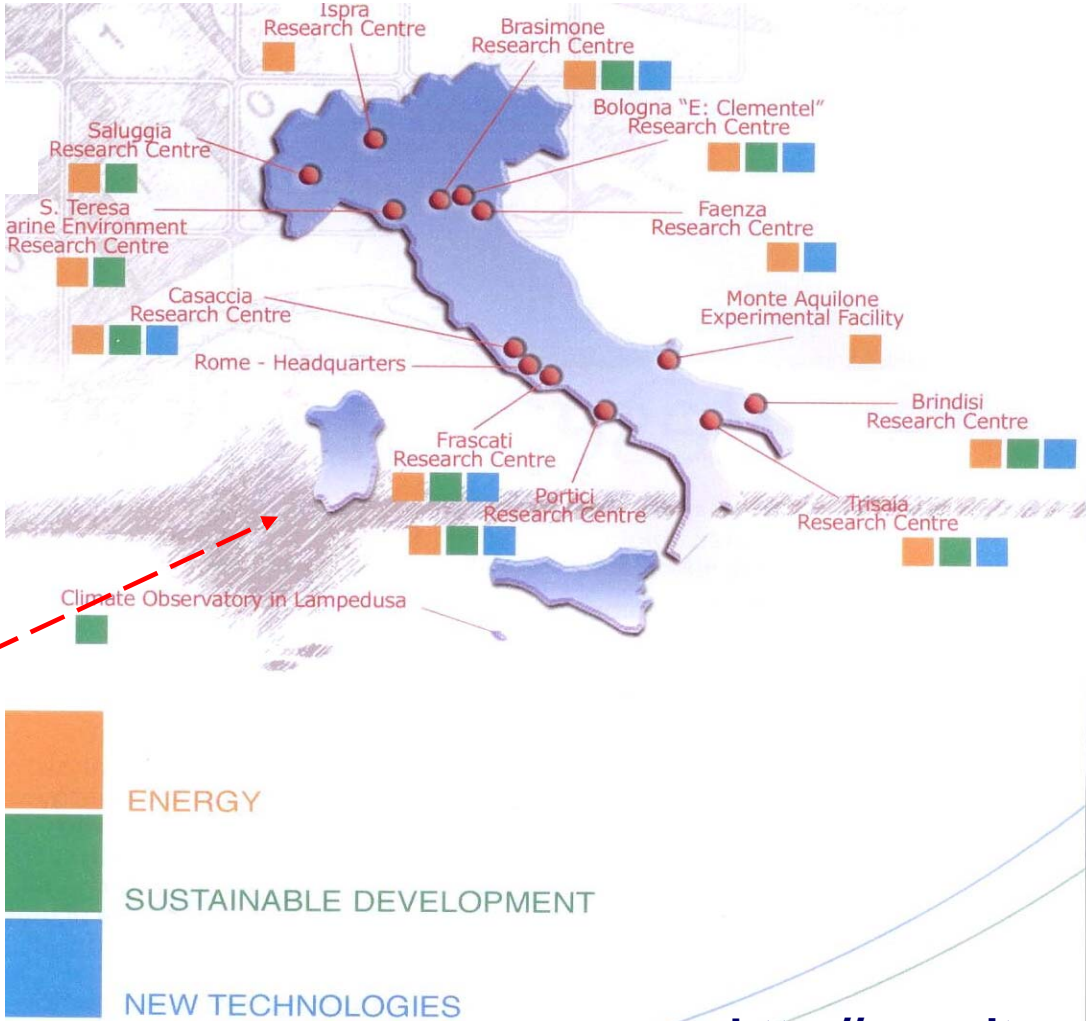 Ispra
Research Centre
Brasimone
Research Centre
Bologna "E: Clementel"
Research Centre
Saluggia
Research Centre
S. Teresa
arine Environment
Research Centre
Faenza
Research Centre
Casaccia
Research Centre
Monte Aquilone
Experimental Facility
Rome - Headquarters
Brindisi
Research Centre
Frascati
Research Centre
Portici
Research Centre
Trisaia
Research Centre
Climate Observatory in Lampedusa
ENERGY
SUSTAINABLE DEVELOPMENT
NEW TECHNOLOGIES